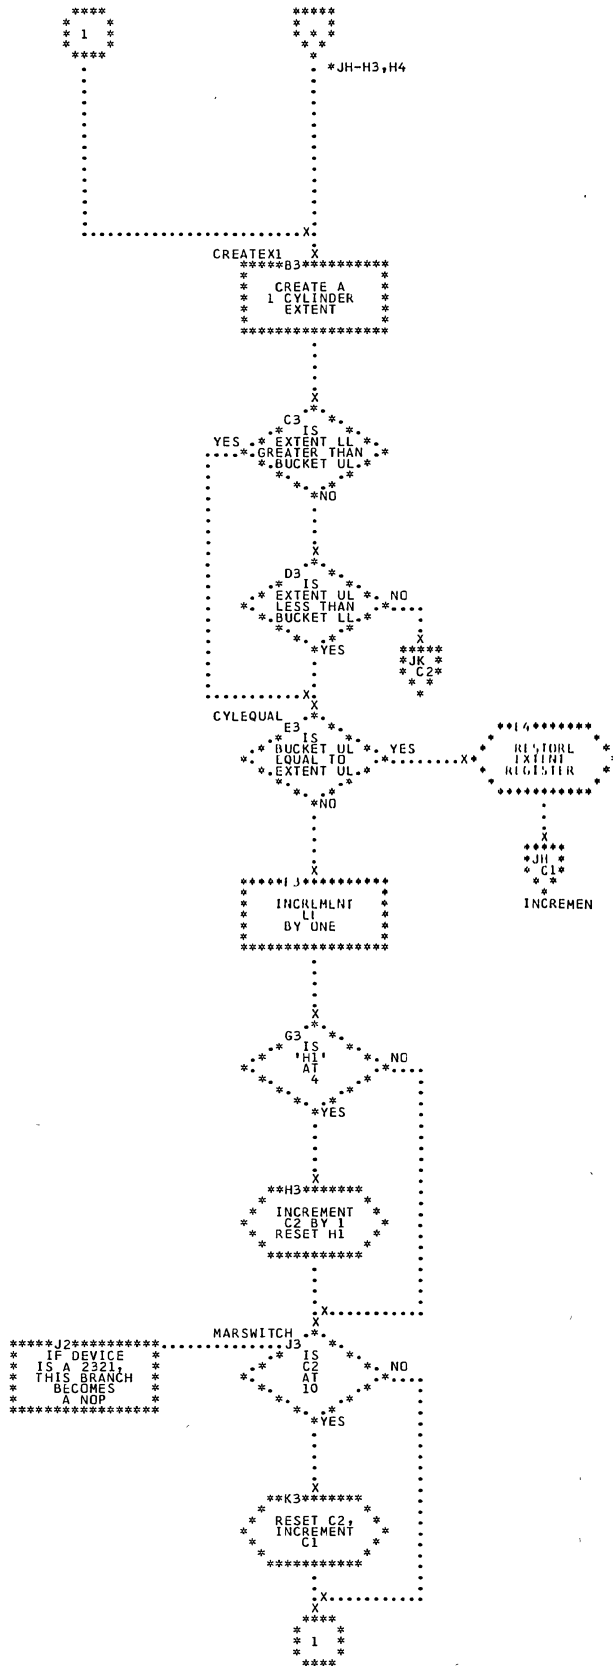 1
*JH-H3,H4
CREATEX1
B3
CREATE A
1 CYLINDER
EXTENT
C3
IS
EXTENT LL
GREATER THAN
BUCKET UL
YES
NO
D3
IS
EXTENT UL
LESS THAN
BUCKET LL
NO
YES
JK
C2
CYLEQUAL
E3
IS
BUCKET UL
EQUAL TO
EXTENT UL
YES
NO
E4
RESTORE
EXTENT
REGISTER
JH
C1
INCREMEN
INCREMENT
BY ONE
G3
IS
'H1'
AT
4
NO
YES
H3
INCREMENT
C2 BY 1
RESET H1
MARSWITCH
J3
IS
C2
AT
10
NO
YES
J2
IF DEVICE
IS A 2321,
THIS BRANCH
BECOMES
A NOP
K3
RESET C2,
INCREMENT
C1
1